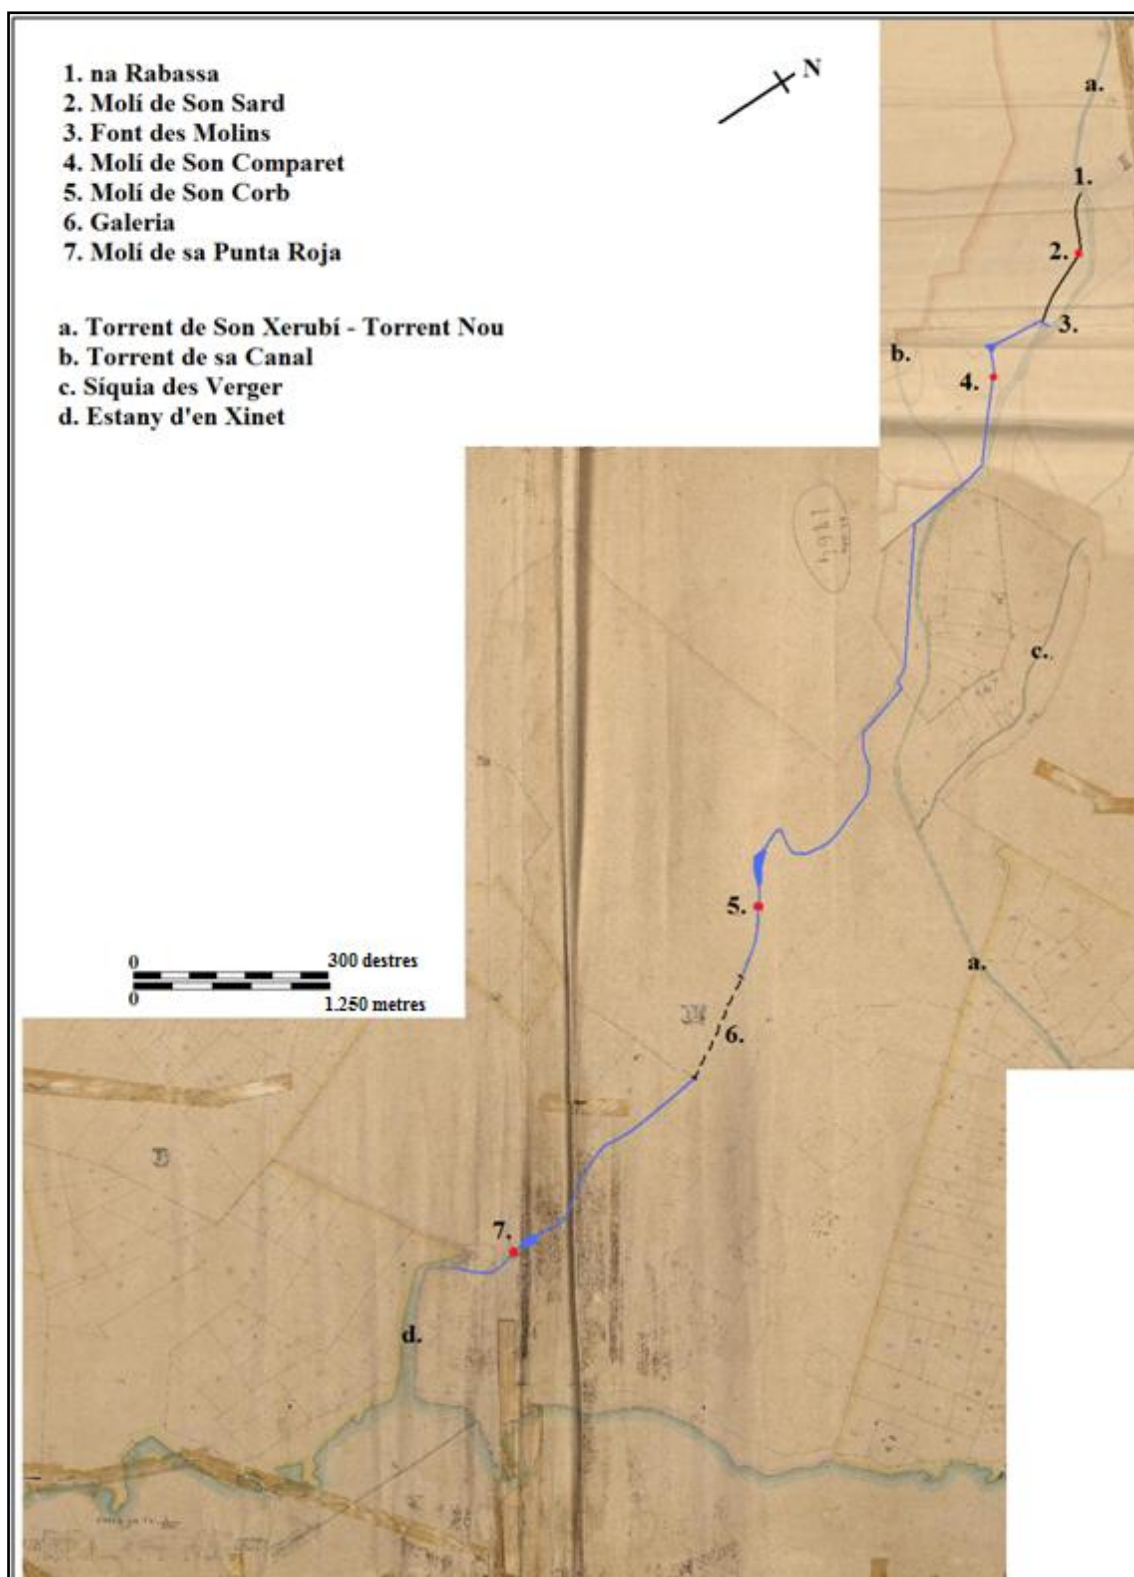 1. na Rabassa
2. Molí de Son Sard
3. Font des Molins
4. Molí de Son Comparet
5. Molí de Son Corb
6. Galeria
7. Molí de sa Punta Roja
a. Torrent de Son Xerubí - Torrent Nou
b. Torrent de sa Canal
c. Síquia des Verger
d. Estany d'en Xinet
N
a.
1.
2.
3.
b.
4.
c.
5.
a.
0 300 destres
0 1.250 metres
6.
7.
d.